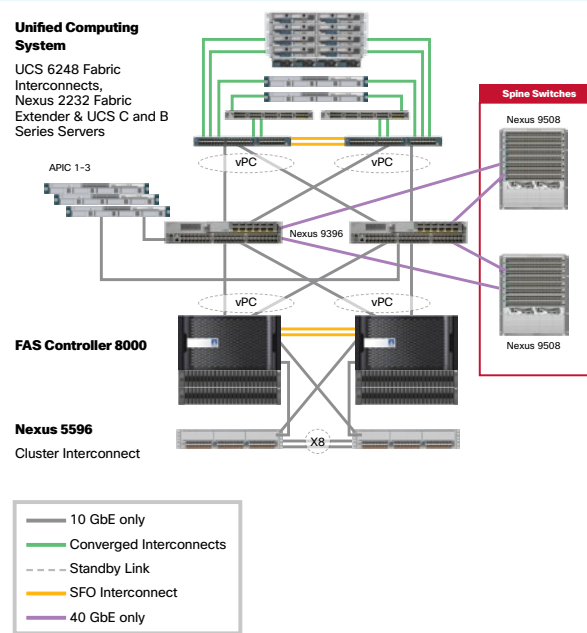 Unified Computing
System
UCS 6248 Fabric
Interconnects,
Nexus 2232 Fabric
Extender & UCS C and B
Series Servers
vPC
vPC
Spine Switches
Nexus 9508
APIC 1-3
Nexus 9396
vPC
vPC
Nexus 9508
FAS Controller 8000
Nexus 5596
Cluster Interconnect
X8
10 GbE only
Converged Interconnects
Standby Link
SFO Interconnect
40 GbE only